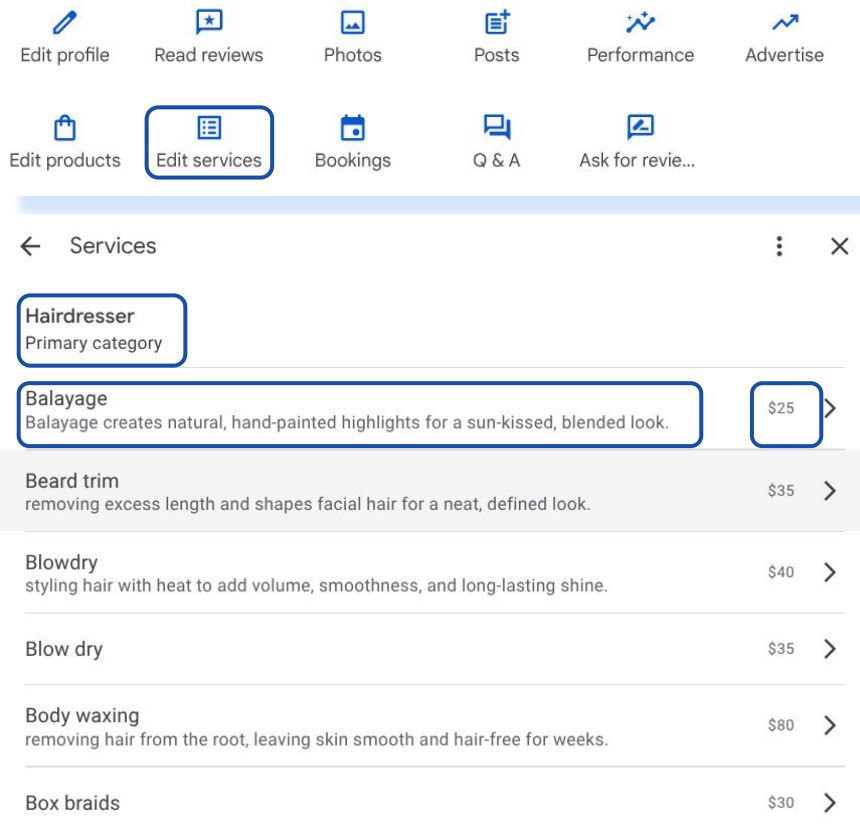 Edit profile
Read reviews
Photos
Posts
Performance
Advertise
Edit products
Edit services
Bookings
Q & A
Ask for revie...
Services
Hairdresser
Primary category
Balayage
Balayage creates natural, hand-painted highlights for a sun-kissed, blended look.
$25
Beard trim
removing excess length and shapes facial hair for a neat, defined look.
$35
Blowdry
styling hair with heat to add volume, smoothness, and long-lasting shine.
$40
Blow dry
$35
Body waxing
removing hair from the root, leaving skin smooth and hair-free for weeks.
$80
Box braids
$30